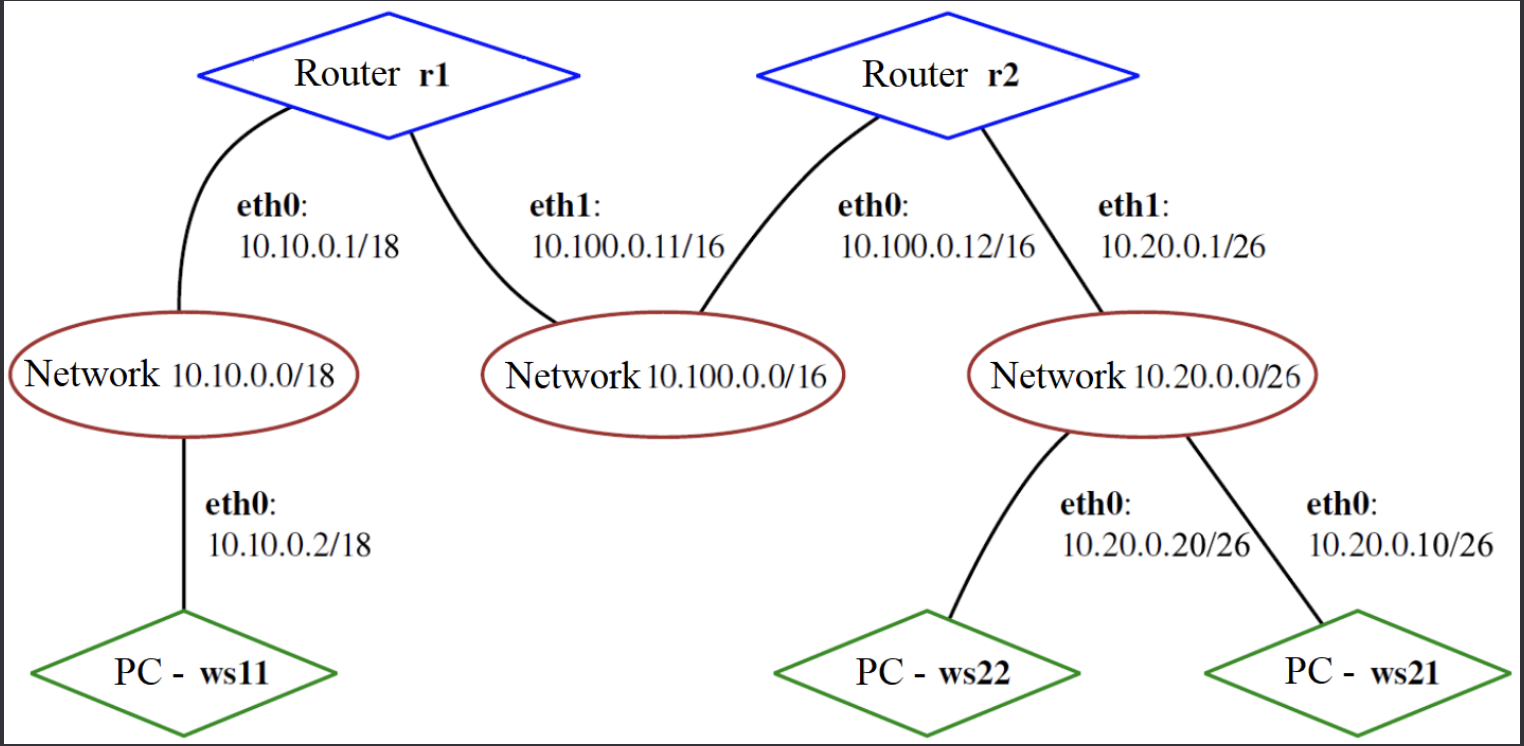 Router r1
Router r2
eth0:
10.10.0.1/18
eth1:
10.100.0.11/16
eth0:
10.100.0.12/16
eth1:
10.20.0.1/26
Network 10.10.0.0/18
Network 10.100.0.0/16
Network 10.20.0.0/26
eth0:
10.10.0.2/18
eth0:
10.20.0.20/26
eth0:
10.20.0.10/26
PC - ws11
PC - ws22
PC - ws21